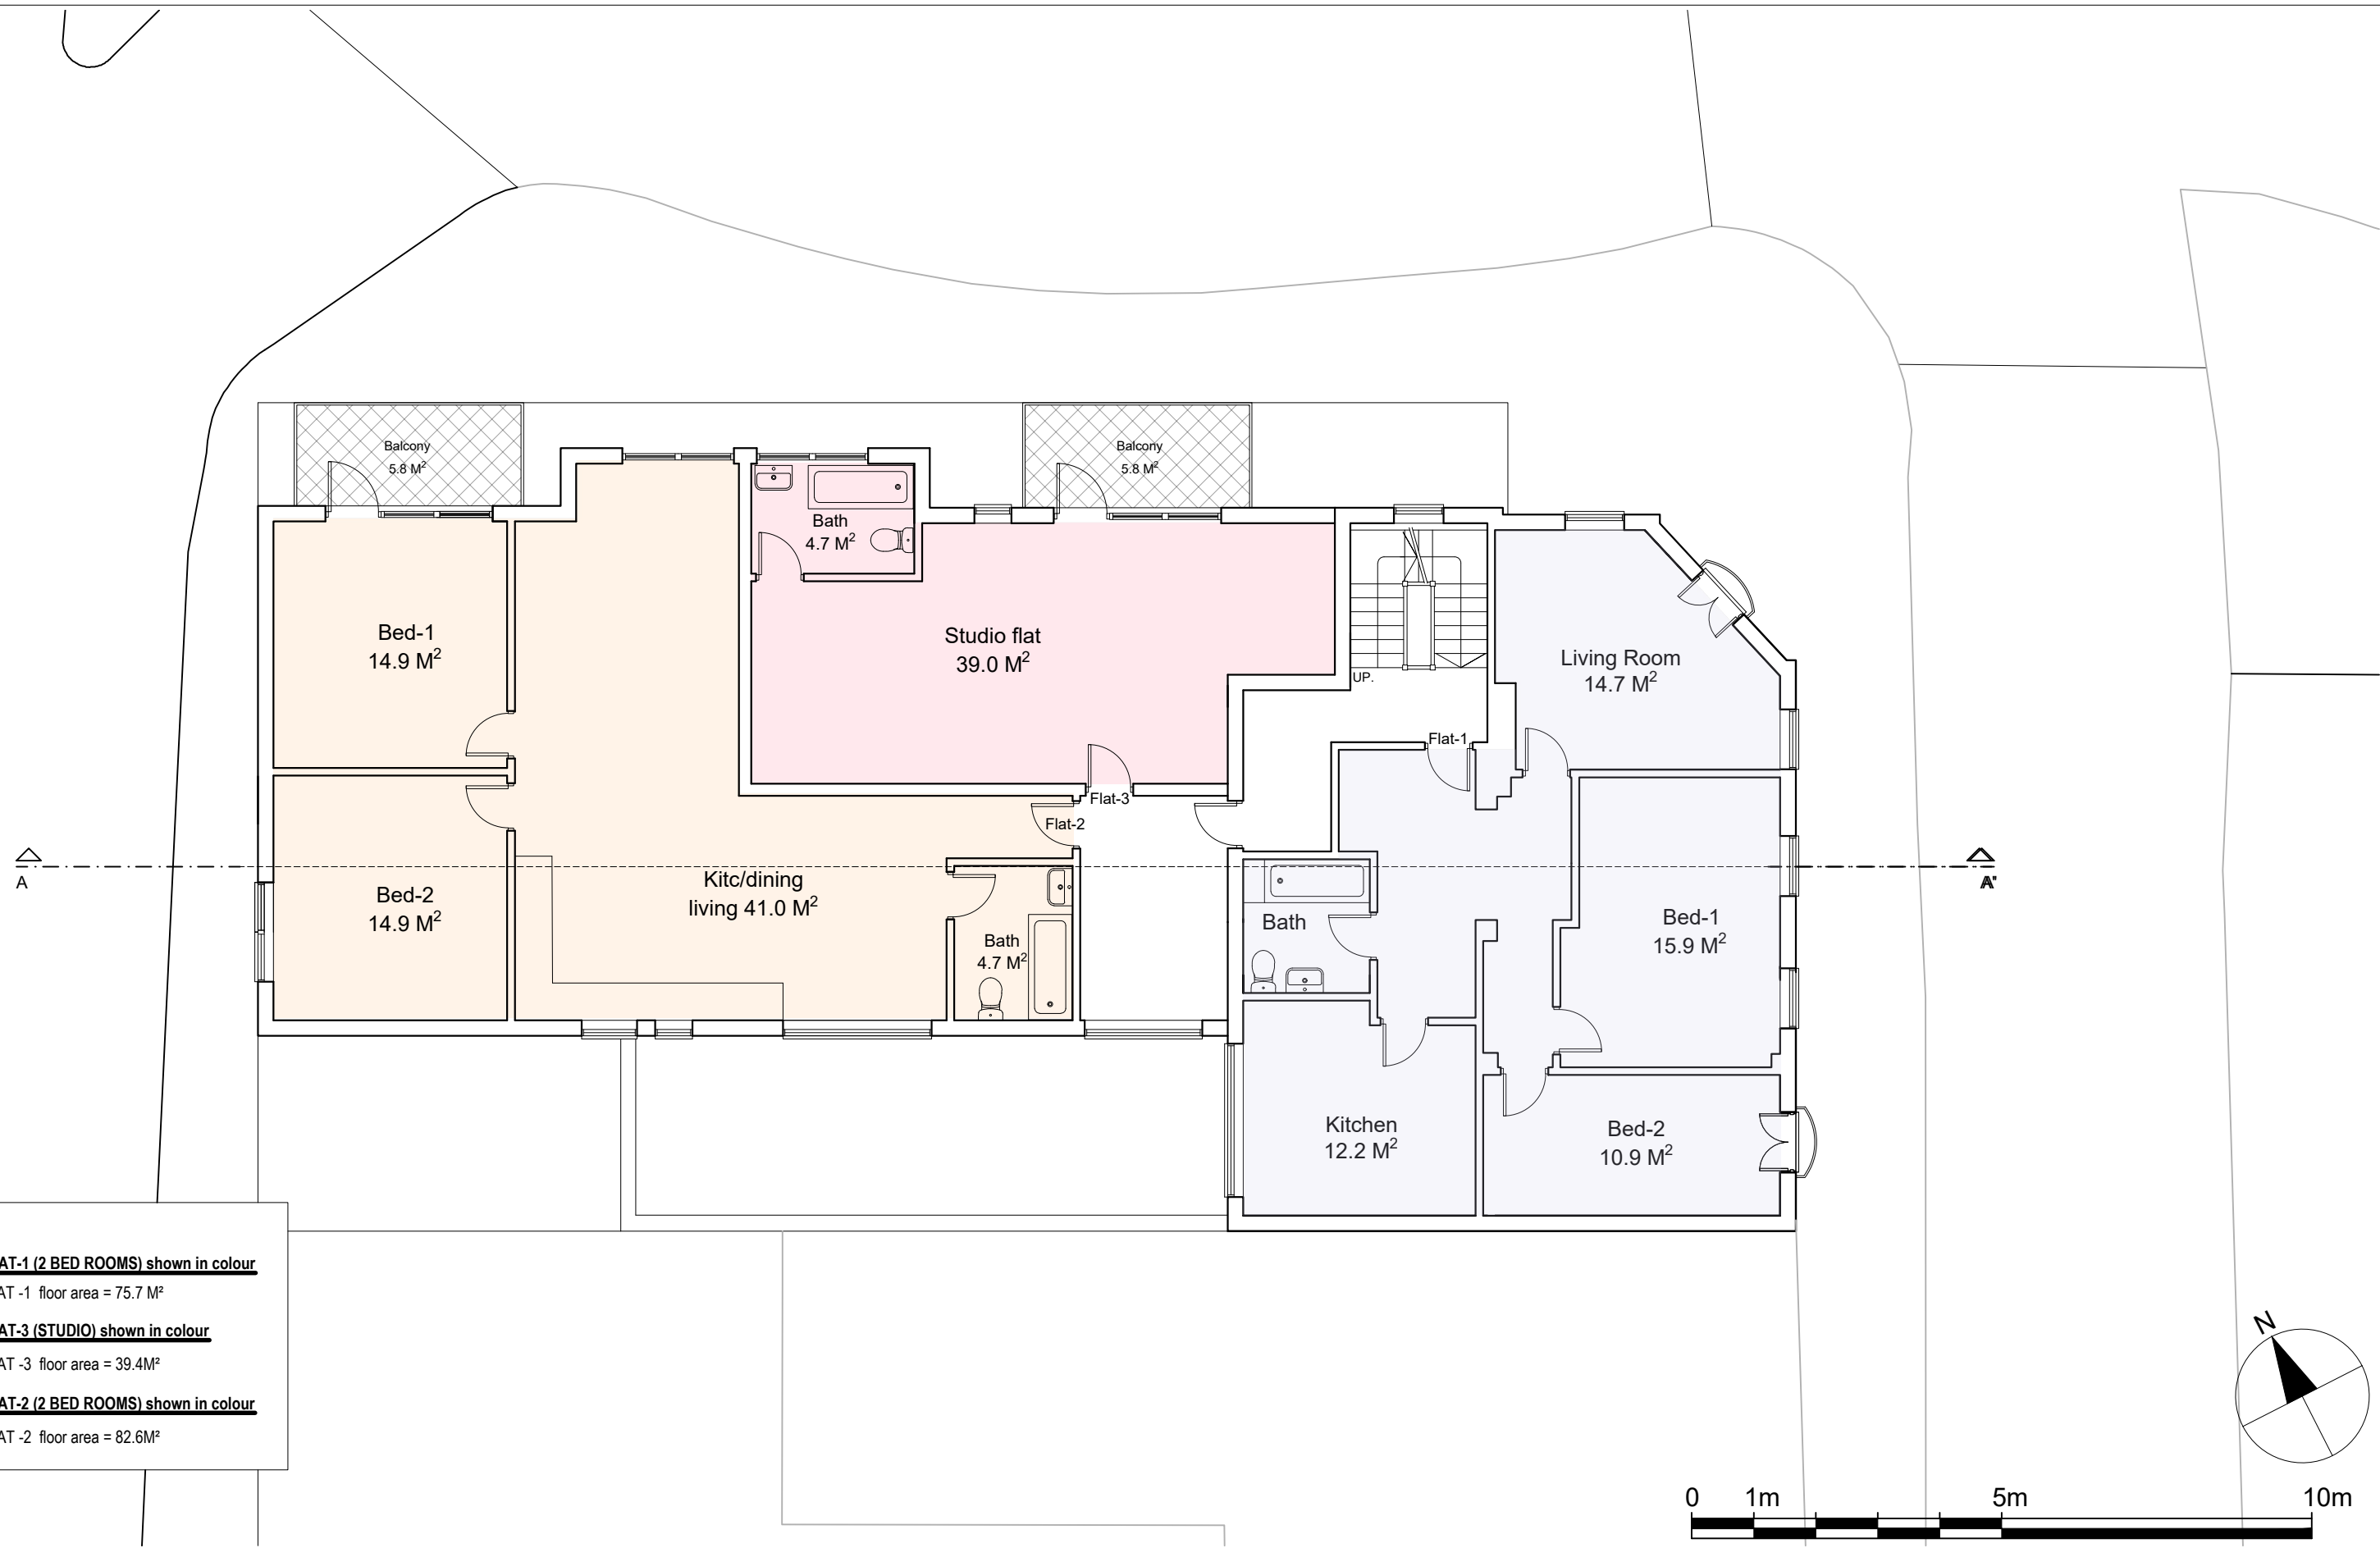 Balcony
5.8 M²
Balcony
5.8 M²
Bath
4.7 M²
Bed-1
14.9 M²
Studio flat
39.0 M²
Living Room
14.7 M²
UP.
Flat-1
Flat-3
Flat-2
A
A'
Bed-2
14.9 M²
Kitc/dining
living 41.0 M²
Bath
4.7 M²
Bath
Bed-1
15.9 M²
Kitchen
12.2 M²
Bed-2
10.9 M²
AT-1 (2 BED ROOMS) shown in colour
AT -1 floor area = 75.7 M²
AT-3 (STUDIO) shown in colour
AT -3 floor area = 39.4M²
AT-2 (2 BED ROOMS) shown in colour
AT -2 floor area = 82.6M²
N
0 1m 5m 10m